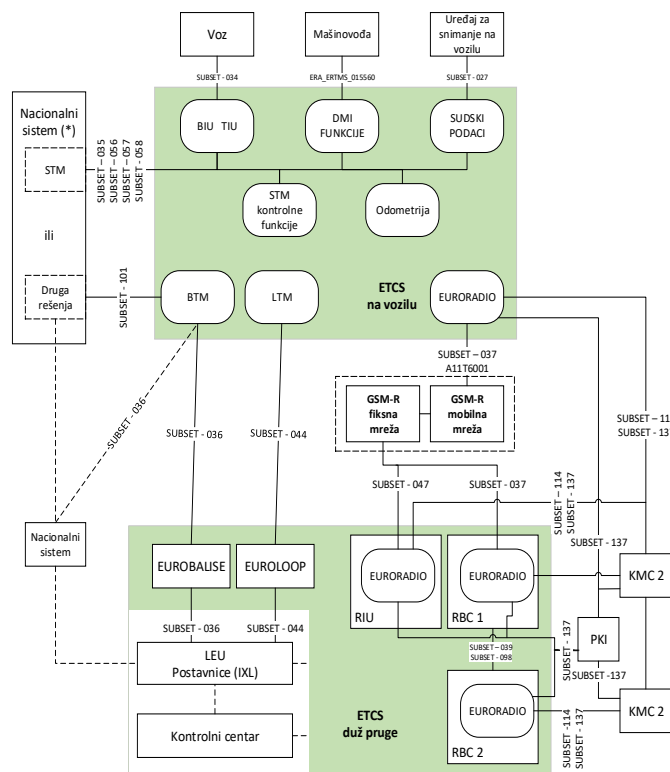 Voz
Mašinovođa
Uređaj za
snimanje na
vozilu
SUBSET - 034
ERA_ERTMS_015560
SUBSET - 027
Nacionalni
sistem (*)
STM
ili
Druga
rešenja
SUBSET – 035
SUBSET – 056
SUBSET – 057
SUBSET - 058
BIU TIU
DMI
FUNKCIJE
SUDSKI
PODACI
STM
kontrolne
funkcije
Odometrija
SUBSET - 101
BTM
LTM
ETCS
na vozilu
EURORADIO
SUBSET – 037
A11T6001
GSM-R
fiksna
mreža
GSM-R
mobilna
mreža
SUBSET - 036
SUBSET - 036
SUBSET - 044
SUBSET – 11
SUBSET - 13
SUBSET - 047
SUBSET - 037
SUBSET – 114
SUBSET - 137
SUBSET - 137
Nacionalni
sistem
EUROBALISE
EUROLOOP
EURORADIO
RIU
EURORADIO
RBC 1
KMC 2
SUBSET - 036
SUBSET - 044
LEU
Postavnice (IXL)
SUBSET – 039
SUBSET - 098
SUBSET - 137
PKI
SUBSET -137
Kontrolni centar
ETCS
duž pruge
EURORADIO
RBC 2
SUBSET -114
SUBSET - 137
KMC 2